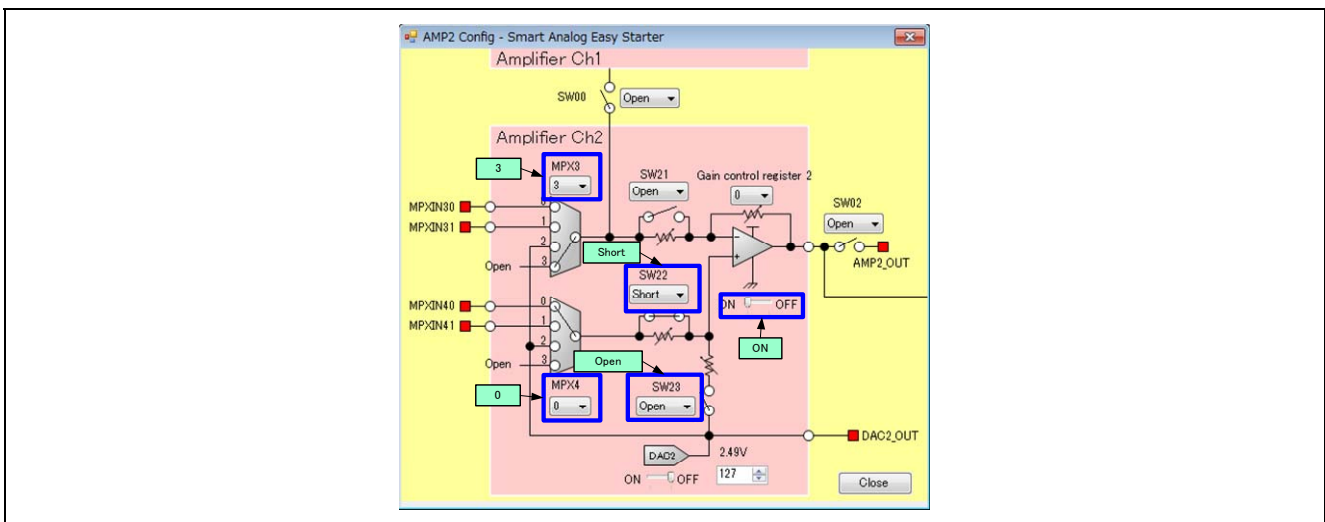 AMP2 Config - Smart Analog Easy Starter
Amplifier Ch1
SW00
Open
Amplifier Ch2
3
MPX3
3
SW21
Open
Gain control register 2
0
SW02
Open
MPXIN30
0
MPXIN31
1
2
Open
3
Short
SW22
Short
AMP2_OUT
MPXIN40
0
ON
OFF
MPXIN41
1
2
ON
Open
3
Open
0
MPX4
0
SW23
Open
DAC2_OUT
DAC2
2.49V
ON
OFF
127
Close